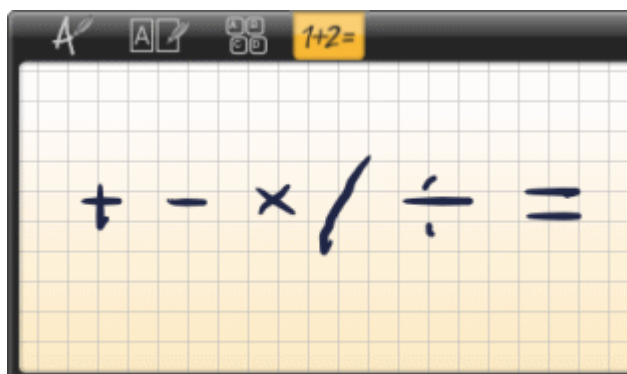 A A A B C D 1+2=
+ - × / ÷ =